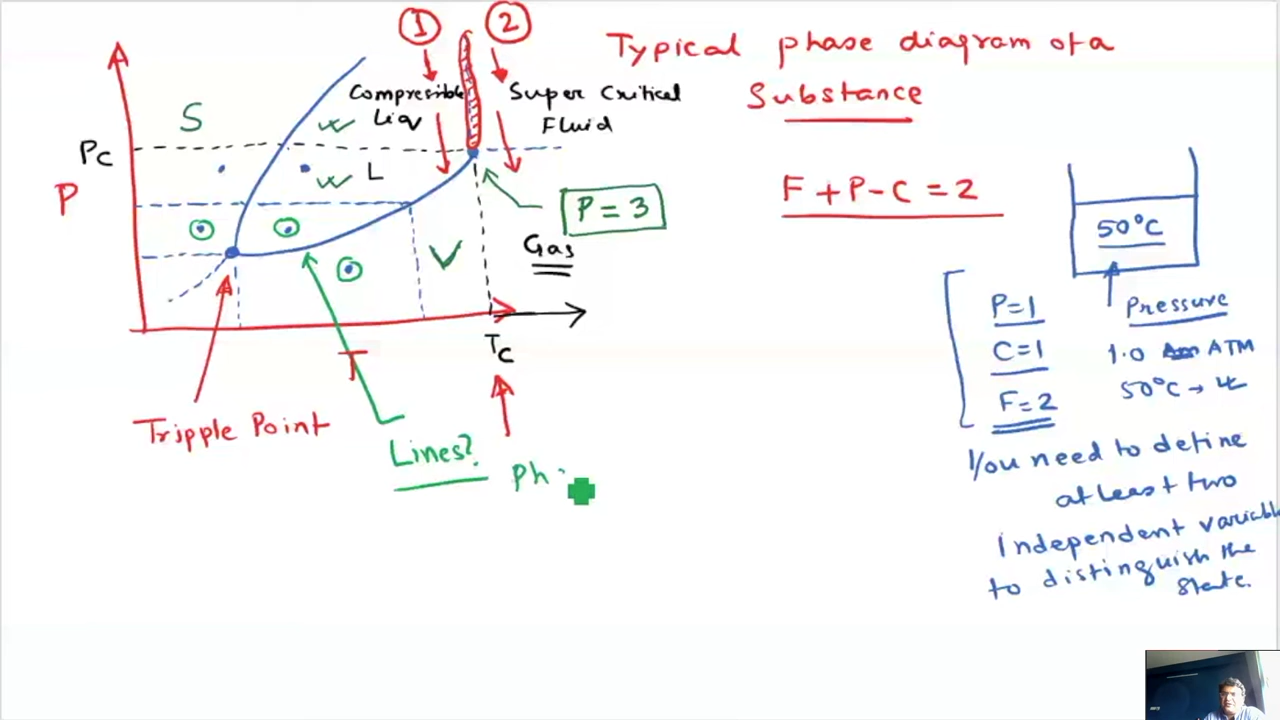 ① ②
Typical phase diagram of a
Substance
Compressible
Liq
Super Critical
Fluid
S
Pc
P
L
P = 3
V
Gas
Tc
T
Tripple Point
Lines?
Ph
F + P - C = 2
50°C
P=1
C=1
F=2
Pressure
1.0 ATM
50°C →
You need to define
at least two
Independent variable
to distinguish the
State.